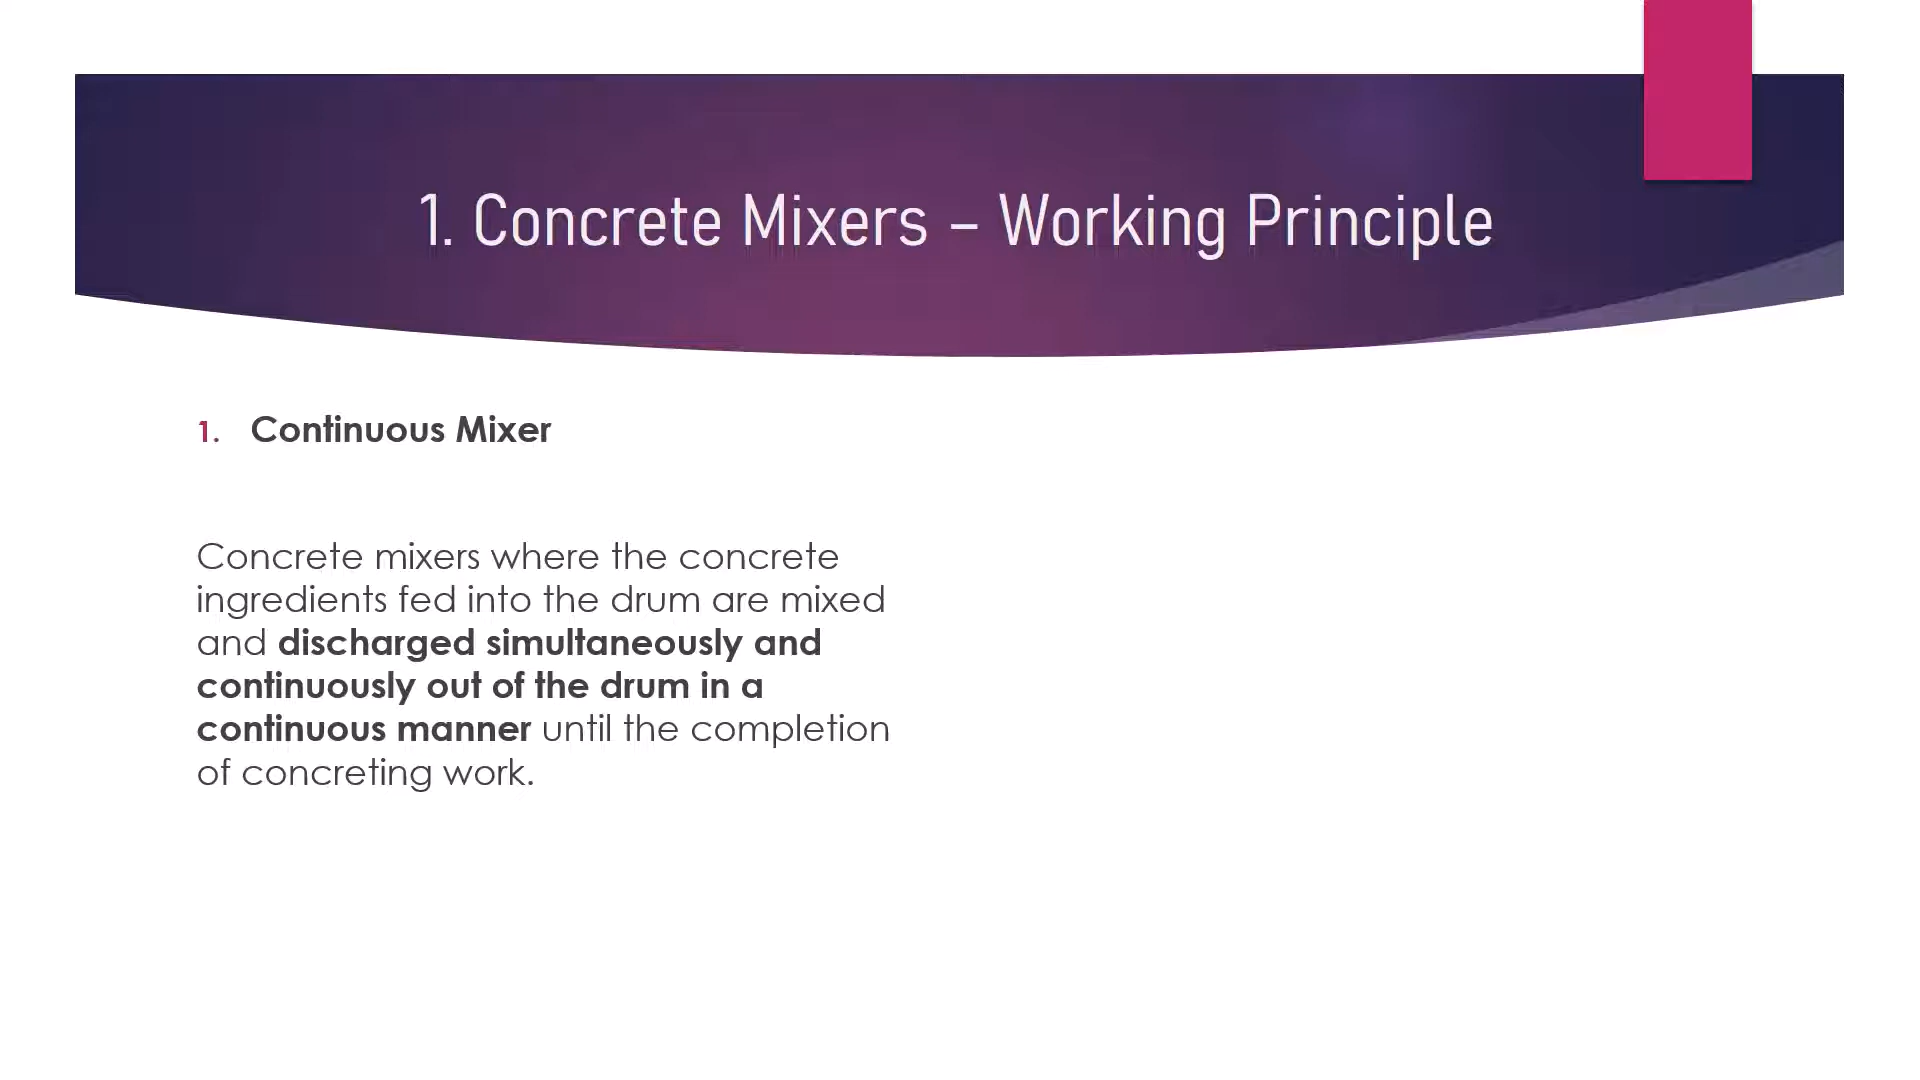 1. Concrete Mixers – Working Principle
1. Continuous Mixer
Concrete mixers where the concrete
ingredients fed into the drum are mixed
and discharged simultaneously and
continuously out of the drum in a
continuous manner until the completion
of concreting work.